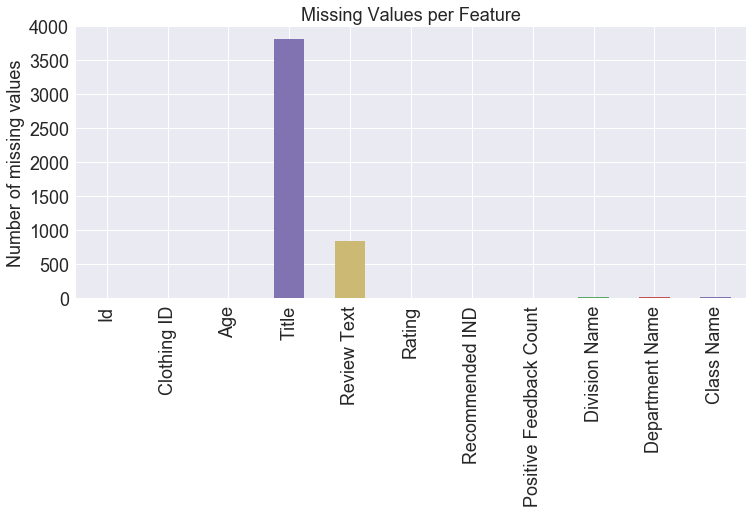 Missing Values per Feature
Number of missing values
4000
3500
3000
2500
2000
1500
1000
500
0
Id
Clothing ID
Age
Title
Review Text
Rating
Recommended IND
Positive Feedback Count
Division Name
Department Name
Class Name